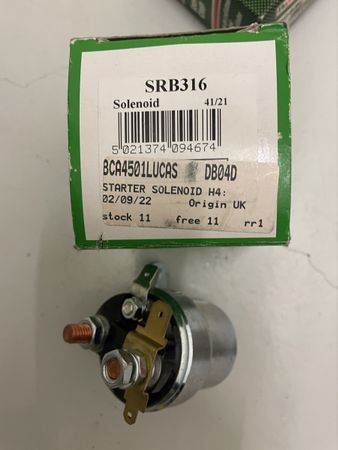 SRB316
Solenoid 41/21
5 021374 094674
BCA4501LUCAS DB04D
STARTER SOLENOID H4:
02/09/22 Origin UK
stock 11 free 11 rr1